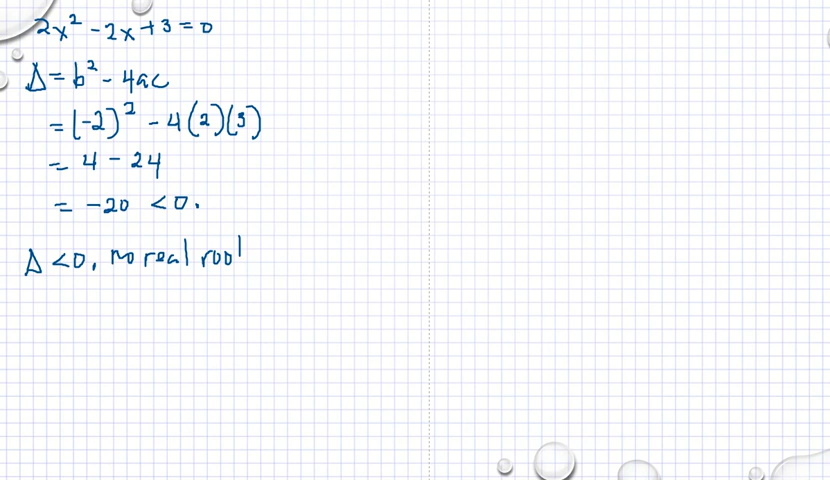 2x² - 2x + 3 = 0
Δ = b² - 4ac
= (-2)² - 4(2)(3)
= 4 - 24
= -20 < 0.
Δ < 0, no real root